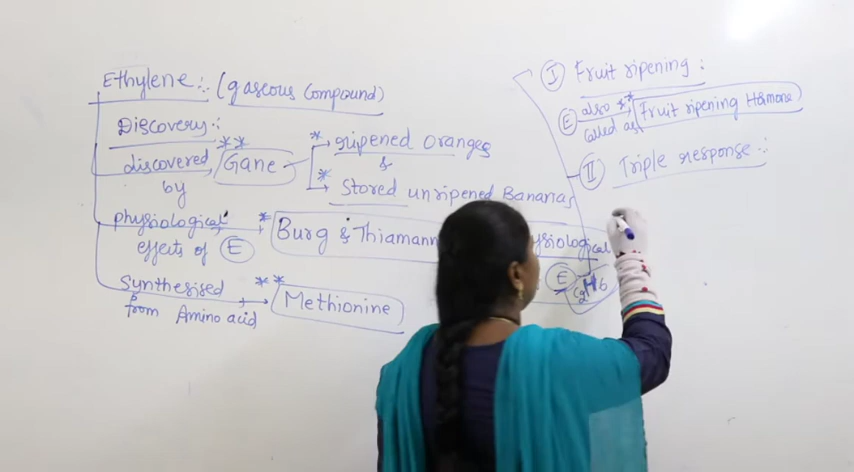 Ethylene :- (gaseous Compound)
Discovery :-
discovered by ** Gane
* ripened oranges
&
* Stored unripened Bananas
physiological effects of E * Burg & Thiamann
Synthesised from Amino acid ** Methionine
E
C2H6
I Fruit ripening :
E also called as ** Fruit ripening Hormone
II Triple response :-